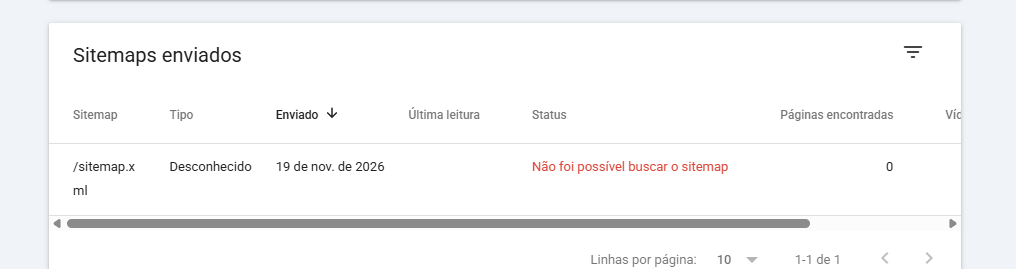 Sitemaps enviados
Sitemap Tipo Enviado Última leitura Status Páginas encontradas Víc
/sitemap.x Desconhecido 19 de nov. de 2026 Não foi possível buscar o sitemap 0
ml
Linhas por página: 10 1-1 de 1